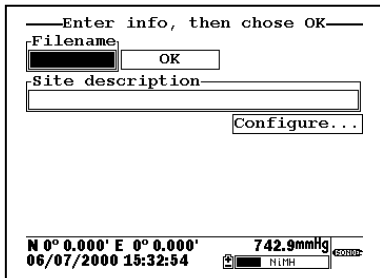 Enter info, then chose OK
Filename
OK
Site description
Configure...
N 0° 0.000' E 0° 0.000' 742.9mmHg
06/07/2000 15:32:54 NiMH
SONDE